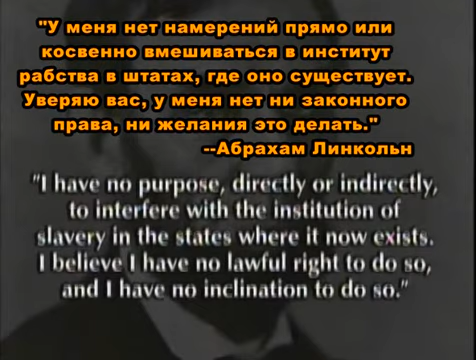 "У меня нет намерений прямо или
косвенно вмешиваться в институт
рабства в штатах, где оно существует.
Уверяю вас, у меня нет ни законного
права, ни желания это делать."
--Абрахам Линкольн
"I have no purpose, directly or indirectly,
to interfere with the institution of
slavery in the states where it now exists.
I believe I have no lawful right to do so,
and I have no inclination to do so."